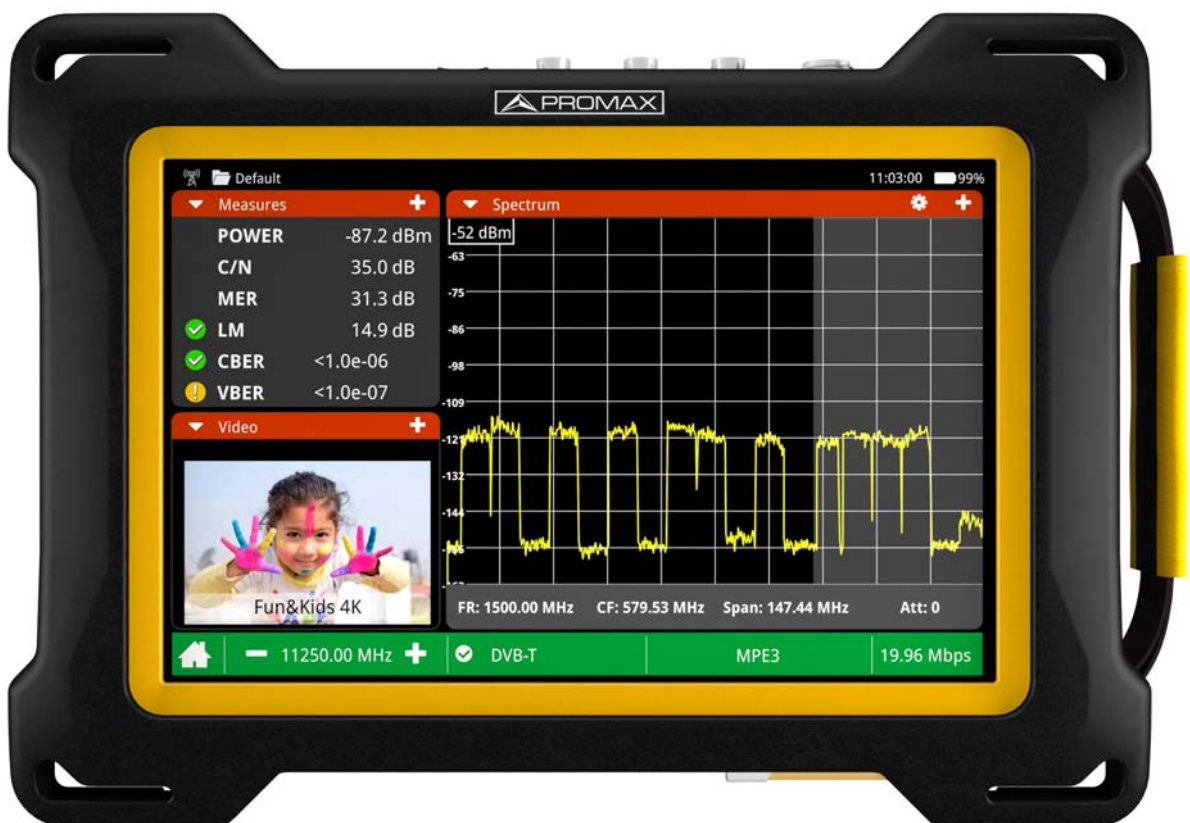 PROMAX
Default
11:03:00 99%
Measures
POWER -87.2 dBm
C/N 35.0 dB
MER 31.3 dB
LM 14.9 dB
CBER <1.0e-06
VBER <1.0e-07
Video
Fun&Kids 4K
Spectrum
-52 dBm
-63
-75
-86
-98
-109
-121
-132
-144
FR: 1500.00 MHz CF: 579.53 MHz Span: 147.44 MHz Att: 0
11250.00 MHz DVB-T MPE3 19.96 Mbps